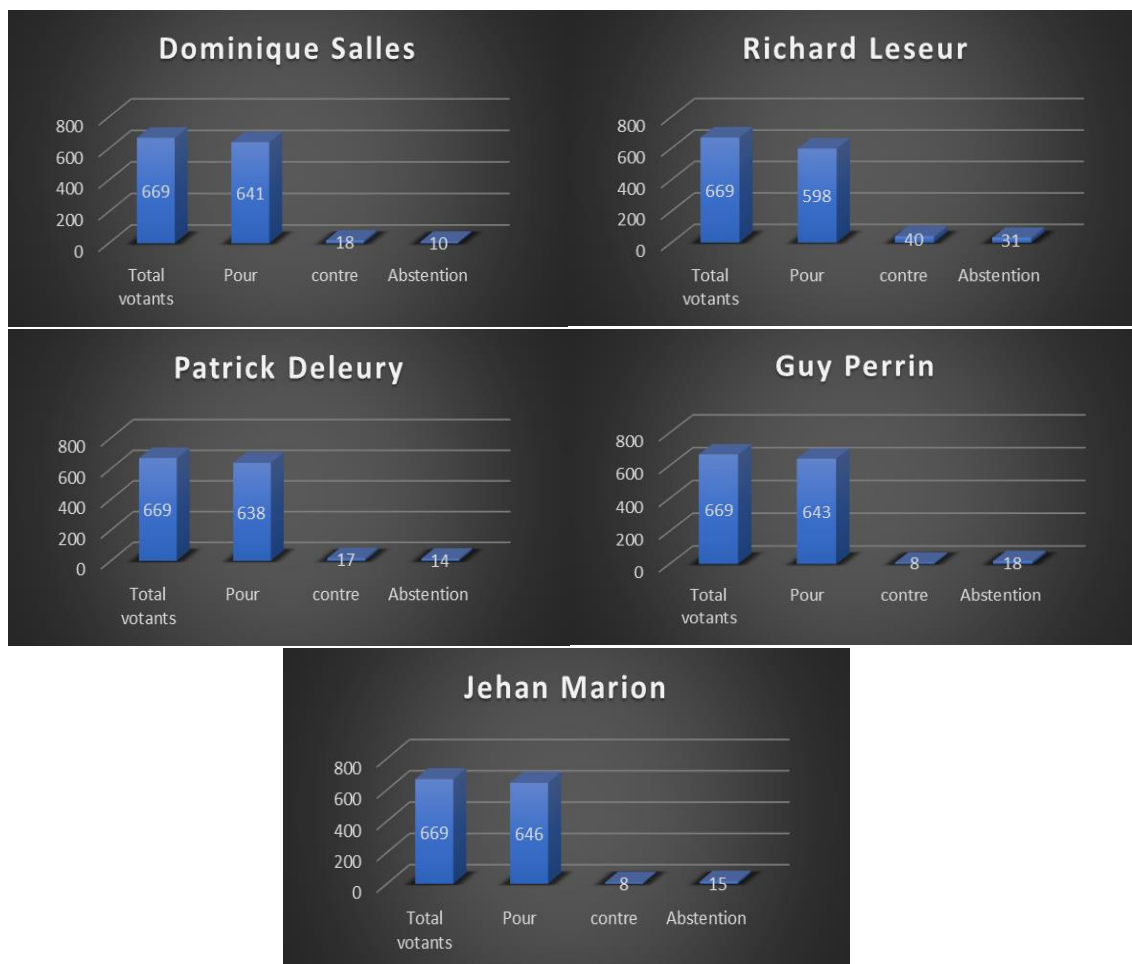 Dominique Salles
800
600
400
200
0
669
641
18
10
Total votants
Pour
contre
Abstention
Richard Leseur
800
600
400
200
0
669
598
40
31
Total votants
Pour
contre
Abstention
Patrick Deleury
800
600
400
200
0
669
638
17
14
Total votants
Pour
contre
Abstention
Guy Perrin
800
600
400
200
0
669
643
8
18
Total votants
Pour
contre
Abstention
Jehan Marion
800
600
400
200
0
669
646
8
15
Total votants
Pour
contre
Abstention